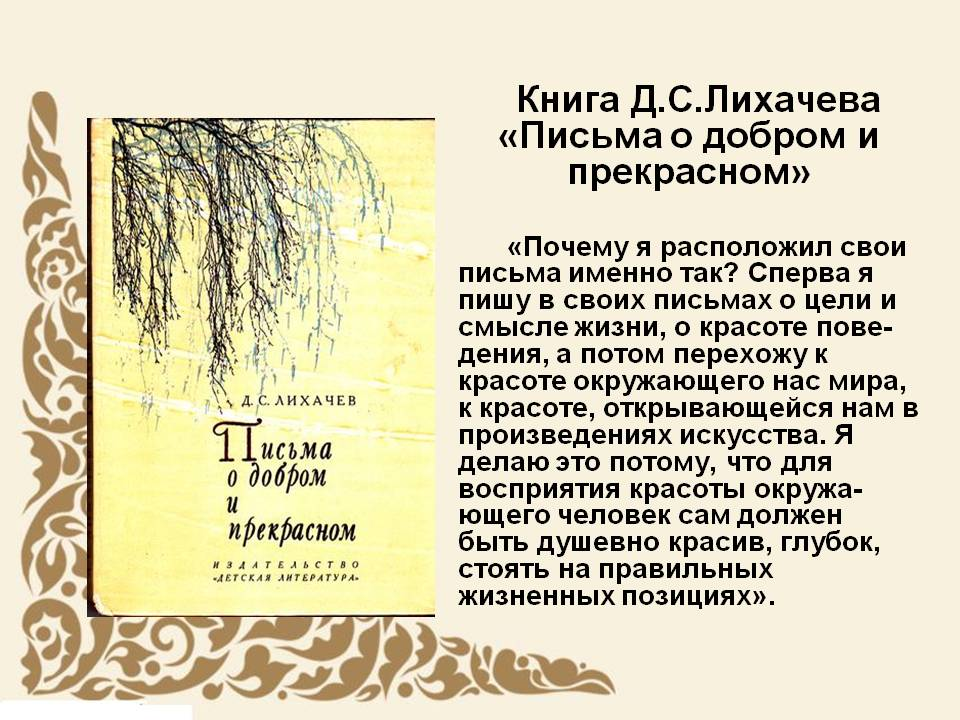 Книга Д.С.Лихачева
«Письма о добром и
прекрасном»
«Почему я расположил свои
письма именно так? Сперва я
пишу в своих письмах о цели и
смысле жизни, о красоте пове-
дения, а потом перехожу к
красоте окружающего нас мира,
к красоте, открывающейся нам в
произведениях искусства. Я
делаю это потому, что для
восприятия красоты окружа-
ющего человек сам должен
быть душевно красив, глубок,
стоять на правильных
жизненных позициях».
Д. С. ЛИХАЧЕВ
Письма
о добром
и
прекрасном
ИЗДАТЕЛЬСТВО
«ДЕТСКАЯ ЛИТЕРАТУРА»